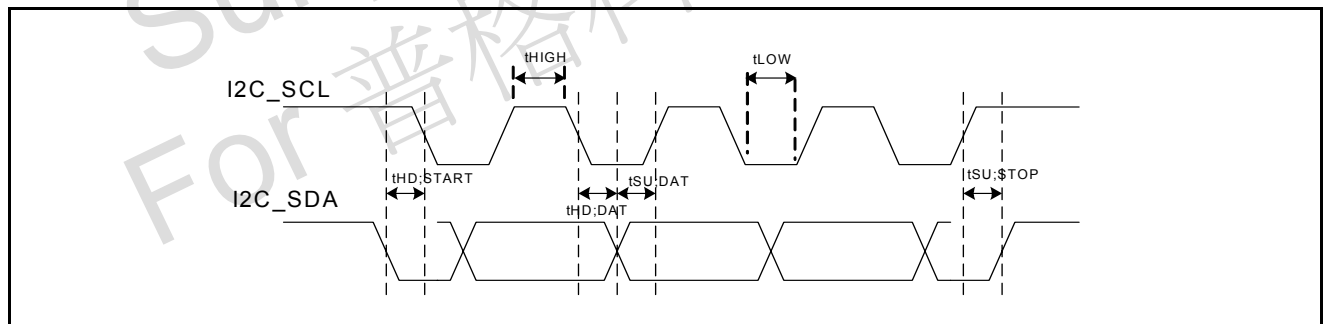 tHIGH
tLOW
I2C_SCL
tHD;START
tSU;DAT
tSU;STOP
I2C_SDA
tHD;DAT
For 普格